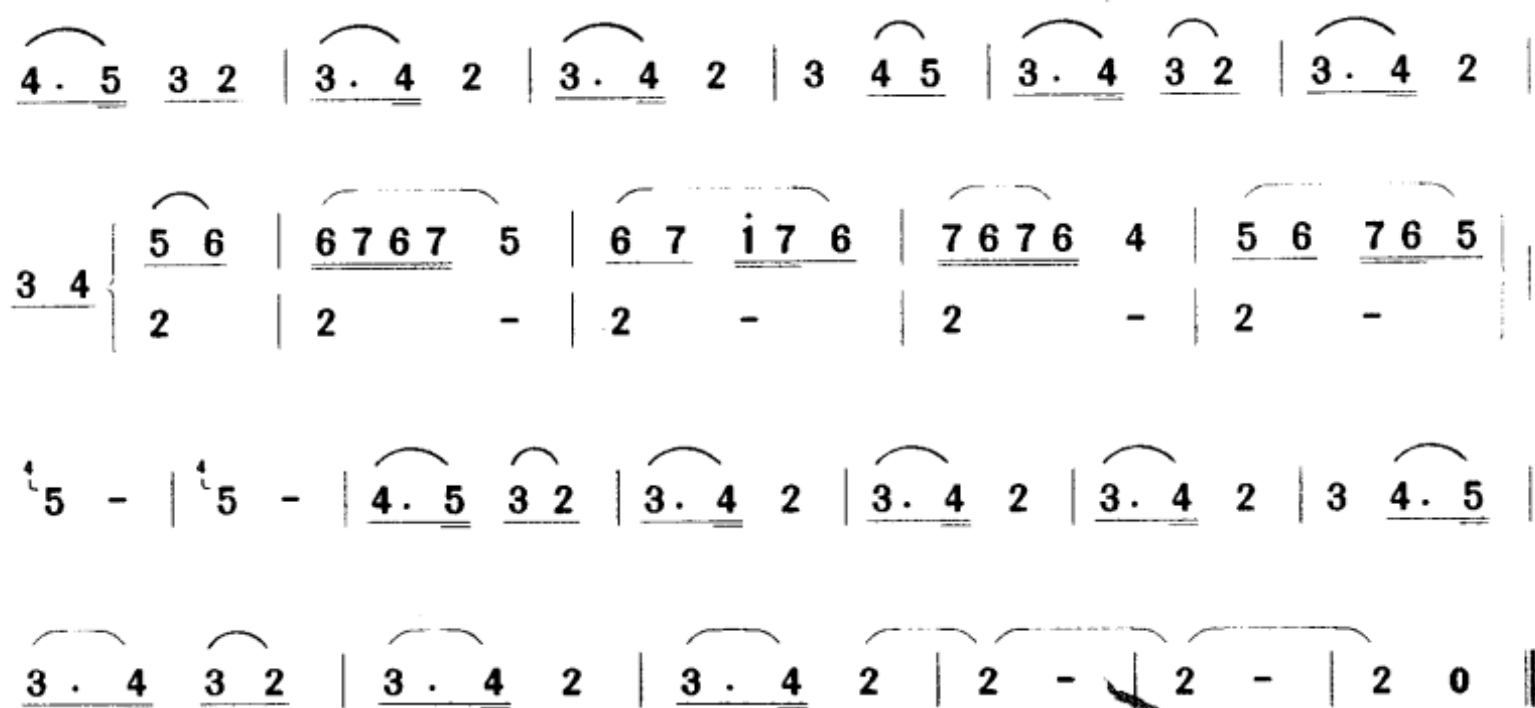 4 · 5 3 2 | 3 · 4 2 | 3 · 4 2 | 3 4 5 | 3 · 4 3 2 | 3 · 4 2 |
5 6 | 6 7 6 7 5 | 6 7 i 7 6 | 7 6 7 6 4 | 5 6 7 6 5
3 4
2 | 2 - | 2 - | 2 - | 2 -
4 5 - | 4 5 - | 4 · 5 3 2 | 3 · 4 2 | 3 · 4 2 | 3 · 4 2 | 3 4 · 5 |
3 · 4 3 2 | 3 · 4 2 | 3 · 4 2 | 2 - | 2 - | 2 0 ‖